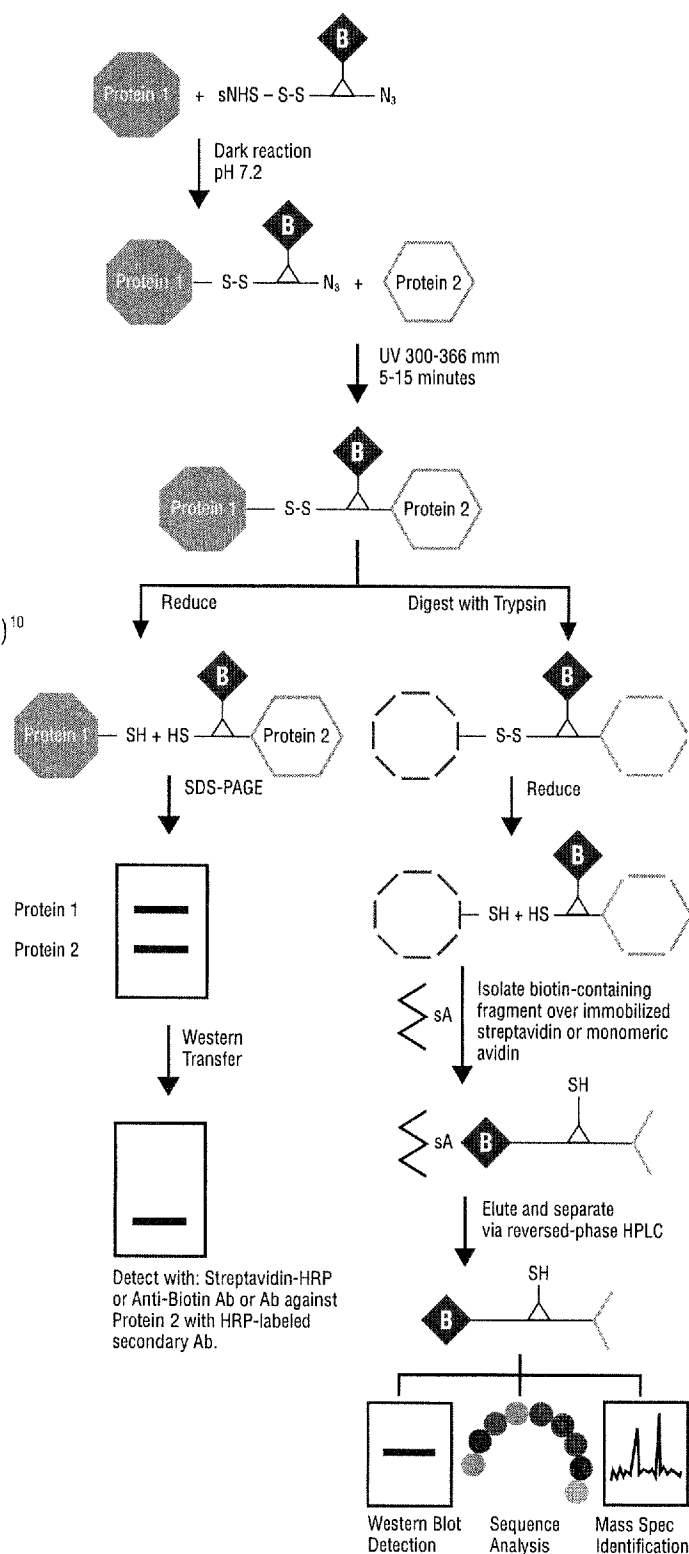 B
Protein 1 + sNHS – S-S N₃
Dark reaction
pH 7.2
B
Protein 1 S-S N₃ + Protein 2
UV 300-366 mm
5-15 minutes
B
Protein 1 S-S Protein 2
Reduce
Digest with Trypsin
)¹⁰
B
Protein 1 SH + HS Protein 2
B
S-S
SDS-PAGE
Reduce
B
SH + HS
Protein 1
Protein 2
Isolate biotin-containing
fragment over immobilized
streptavidin or monomeric
avidin
sA
Western
Transfer
SH
sA B
Elute and separate
via reversed-phase HPLC
Detect with: Streptavidin-HRP
or Anti-Biotin Ab or Ab against
Protein 2 with HRP-labeled
secondary Ab.
SH
B
Western Blot
Detection
Sequence
Analysis
Mass Spec
Identification